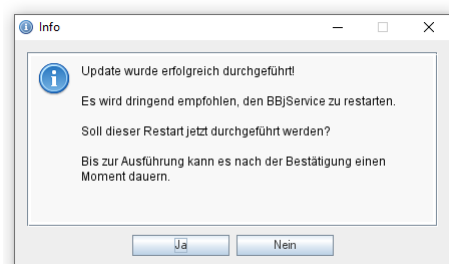 Info
Update wurde erfolgreich durchgeführt!
Es wird dringend empfohlen, den BBjService zu restarten.
Soll dieser Restart jetzt durchgeführt werden?
Bis zur Ausführung kann es nach der Bestätigung einen
Moment dauern.
Ja Nein